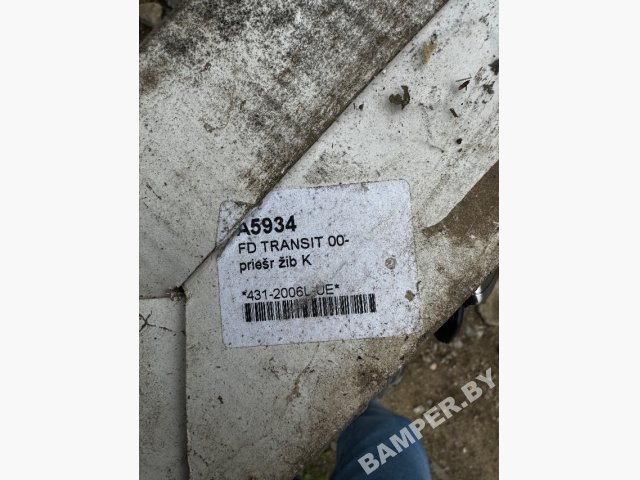 A5934
FD TRANSIT 00-
priešr žib K
*431-2006L-UE*
BAMPER.BY